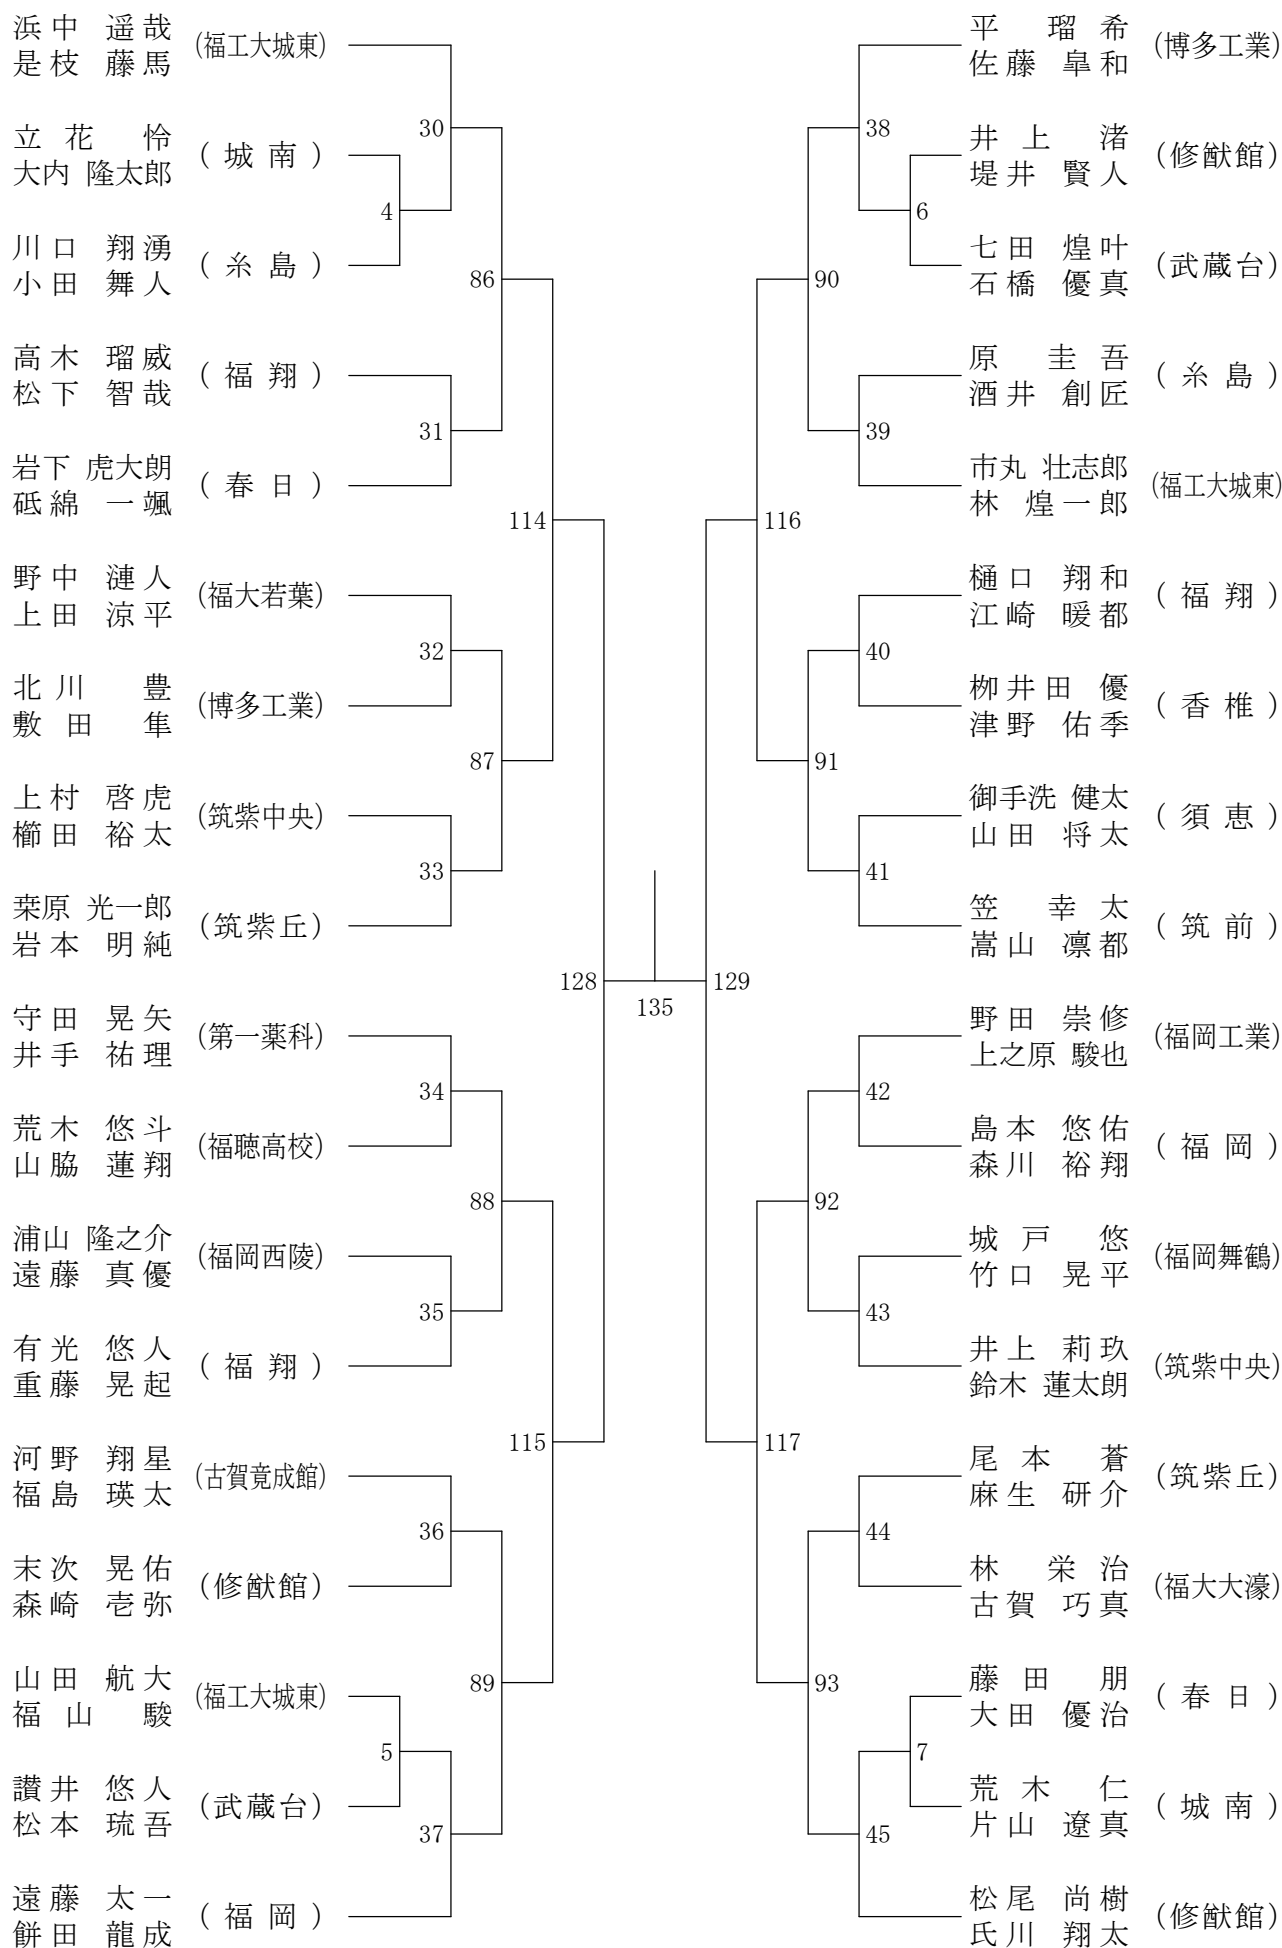 浜中 遥哉
是枝 藤馬
(福工大城東)
30
立花 怜
大内 隆太郎
(城南)
4
川口 翔湧
小田 舞人
(糸島)
86
高木 瑠威
松下 智哉
(福翔)
31
岩下 虎大朗
砥綿 一颯
(春日)
114
野中 漣人
上田 涼平
(福大若葉)
32
北川 豊
敷田 隼
(博多工業)
87
上村 啓虎
櫛田 裕太
(筑紫中央)
33
桒原 光一郎
岩本 明純
(筑紫丘)
128
守田 晃矢
井手 祐理
(第一薬科)
34
荒木 悠斗
山脇 蓮翔
(福聴高校)
88
浦山 隆之介
遠藤 真優
(福岡西陵)
35
有光 悠人
重藤 晃起
(福翔)
115
河野 翔星
福島 瑛太
(古賀竟成館)
36
末次 晃佑
森崎 壱弥
(修猷館)
89
山田 航大
福山 駿
(福工大城東)
5
讃井 悠人
松本 琉吾
(武蔵台)
37
遠藤 太一
餅田 龍成
(福岡)
135
平 瑠希
佐藤 皐和
(博多工業)
38
井上 渚
堤井 賢人
(修猷館)
6
七田 煌叶
石橋 優真
(武蔵台)
90
原 圭吾
酒井 創匠
(糸島)
39
市丸 壮志郎
林 煌一郎
(福工大城東)
116
樋口 翔和
江崎 暖都
(福翔)
40
栁井田 優
津野 佑季
(香椎)
91
御手洗 健太
山田 将太
(須恵)
41
笠 幸太
嵩山 凛都
(筑前)
129
野田 崇修
上之原 駿也
(福岡工業)
42
島本 悠佑
森川 裕翔
(福岡)
92
城戸 悠
竹口 晃平
(福岡舞鶴)
43
井上 莉玖
鈴木 蓮太朗
(筑紫中央)
117
尾本 蒼
麻生 研介
(筑紫丘)
44
林 栄治
古賀 巧真
(福大大濠)
93
藤田 朋
大田 優治
(春日)
7
荒木 仁
片山 遼真
(城南)
45
松尾 尚樹
氏川 翔太
(修猷館)